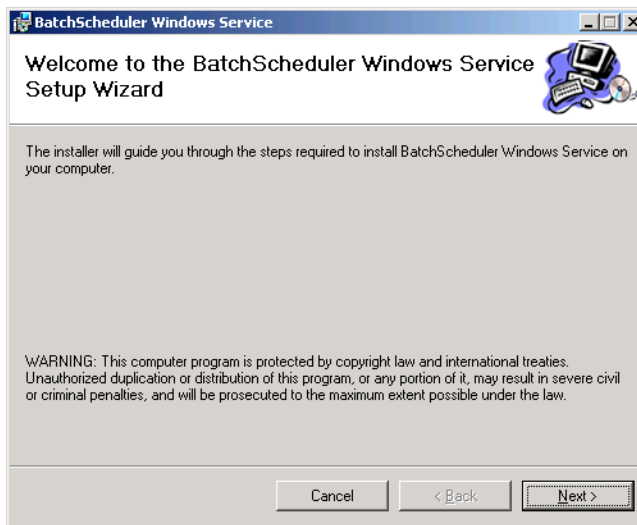 BatchScheduler Windows Service
Welcome to the BatchScheduler Windows Service
Setup Wizard
The installer will guide you through the steps required to install BatchScheduler Windows Service on
your computer.
WARNING: This computer program is protected by copyright law and international treaties.
Unauthorized duplication or distribution of this program, or any portion of it, may result in severe civil
or criminal penalties, and will be prosecuted to the maximum extent possible under the law.
Cancel < Back Next >